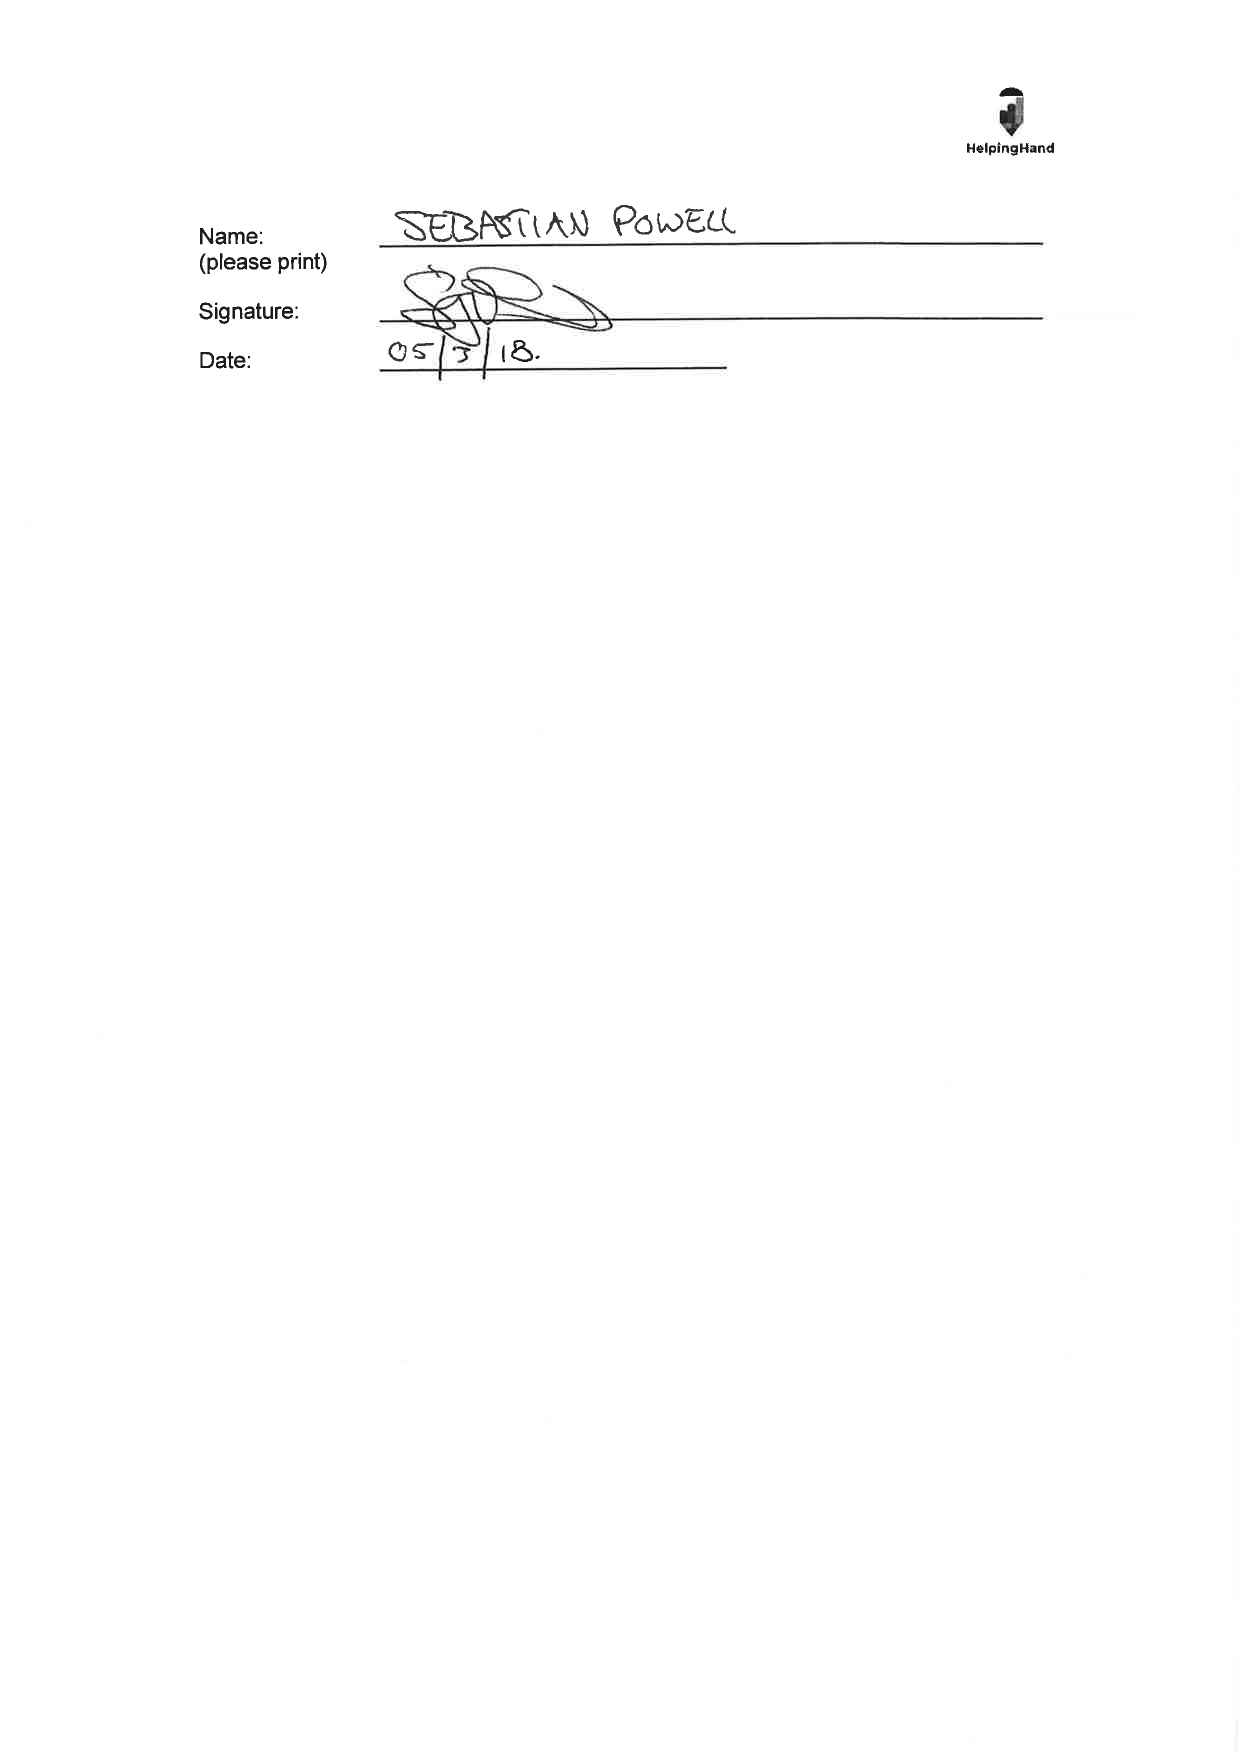 HelpingHand
Name: SEBASTIAN POWELL
(please print)
Signature:
Date: 05/3/18.